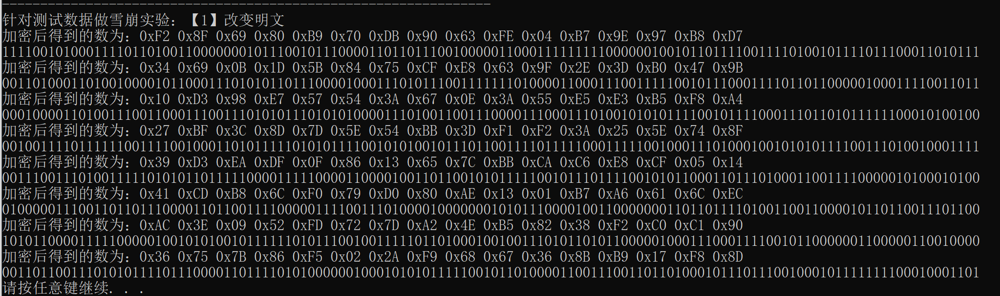 ----------------------------------------------------------------
针对测试数据做雪崩实验：【1】改变明文
加密后得到的数为：0xF2 0x8F 0x69 0x80 0xB9 0x70 0xDB 0x90 0x63 0xFE 0x04 0xB7 0x9E 0x97 0xB8 0xD7
11110010100011110110100110000000101110010111000011011011100100000110001111111110000001001011011110011110100101111011100011010111
加密后得到的数为：0x34 0x69 0x0B 0x1D 0x5B 0x84 0x75 0xCF 0xE8 0x63 0x9F 0x2E 0x3D 0xB0 0x47 0x9B
00110100011010010000101100011101010110111000010001110101110011111110100001100011100111110010111000111101101100000100011110011011
加密后得到的数为：0x10 0xD3 0x98 0xE7 0x57 0x54 0x3A 0x67 0x0E 0x3A 0x55 0xE5 0xE3 0xB5 0xF8 0xA4
00010000110100111001100011100111010101110101010000111010011001110000111000111010010101011110010111100011101101011111100010100100
加密后得到的数为：0x27 0xBF 0x3C 0x8D 0x7D 0x5E 0x54 0xBB 0x3D 0xF1 0xF2 0x3A 0x25 0x5E 0x74 0x8F
00100111101111110011110010001101011111010101111001010100101110110011110111110001111100100011101000100101010111100111010010001111
加密后得到的数为：0x39 0xD3 0xEA 0xDF 0x0F 0x86 0x13 0x65 0x7C 0xBB 0xCA 0xC6 0xE8 0xCF 0x05 0x14
00111001110100111110101011011111000011111000011000010011011001010111110010111011110010101100011011101000110011110000010100010100
加密后得到的数为：0x41 0xCD 0xB8 0x6C 0xF0 0x79 0xD0 0x80 0xAE 0x13 0x01 0xB7 0xA6 0x61 0x6C 0xEC
01000001110011011011100001101100111100000111100111010000100000001010111000010011000000011011011110100110011000010110110011101100
加密后得到的数为：0xAC 0x3E 0x09 0x52 0xFD 0x72 0x7D 0xA2 0x4E 0xB5 0x82 0x38 0xF2 0xC0 0xC1 0x90
10101100001111100000100101010010111111010111001001111101101000100100111010110101100000100011100011110010110000001100000110010000
加密后得到的数为：0x36 0x75 0x7B 0x86 0xF5 0x02 0x2A 0xF9 0x68 0x67 0x36 0x8B 0xB9 0x17 0xF8 0x8D
00110110011101010111101110000110111101010000001000101010111110010110100001100111001101101000101110111001000101111111100010001101
请按任意键继续. . .